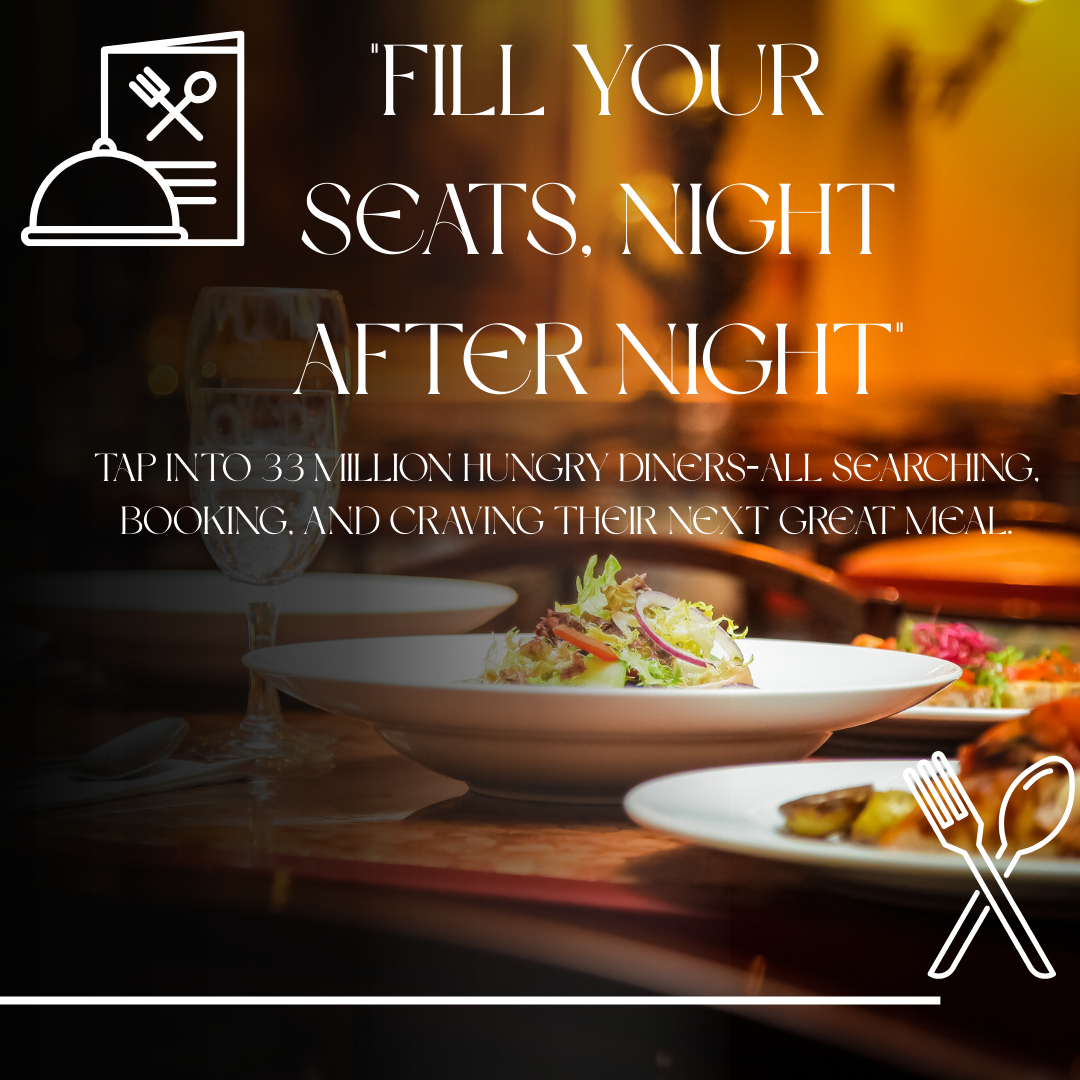 "FILL YOUR
SEATS, NIGHT
AFTER NIGHT"
TAP INTO 33 MILLION HUNGRY DINERS-ALL SEARCHING,
BOOKING, AND CRAVING THEIR NEXT GREAT MEAL.